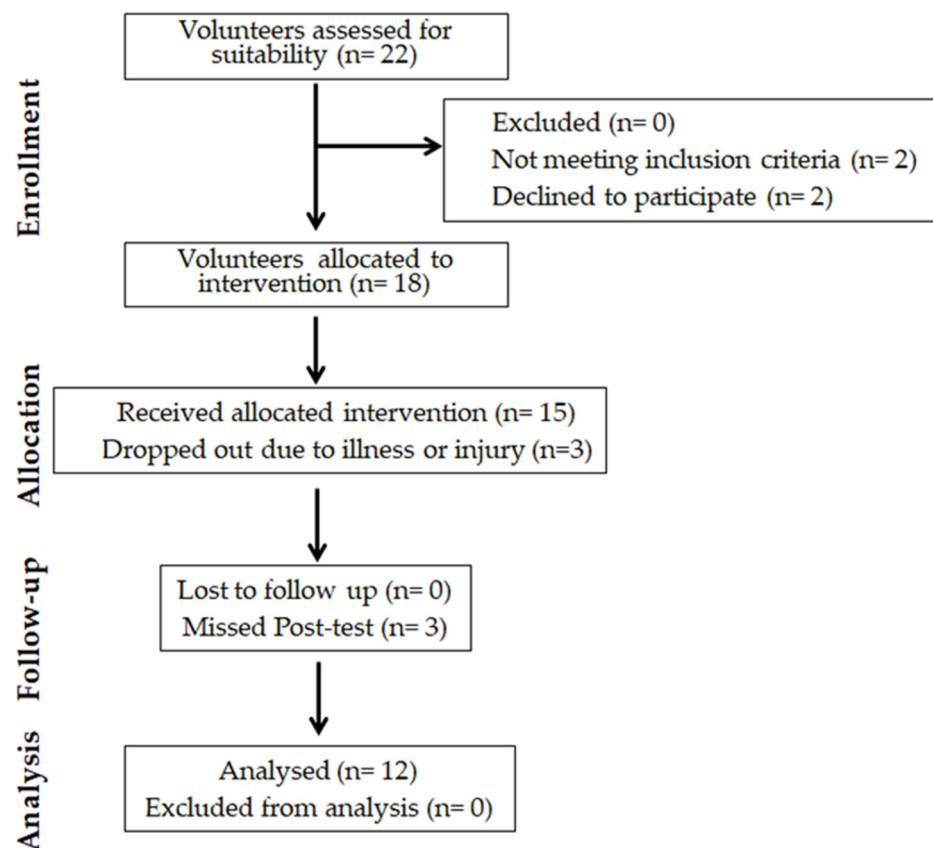 Enrollment
Volunteers assessed for
suitability (n= 22)
Excluded (n= 0)
Not meeting inclusion criteria (n= 2)
Declined to participate (n= 2)
Volunteers allocated to
intervention (n= 18)
Allocation
Received allocated intervention (n= 15)
Dropped out due to illness or injury (n=3)
Follow-up
Lost to follow up (n= 0)
Missed Post-test (n= 3)
Analysis
Analysed (n= 12)
Excluded from analysis (n= 0)